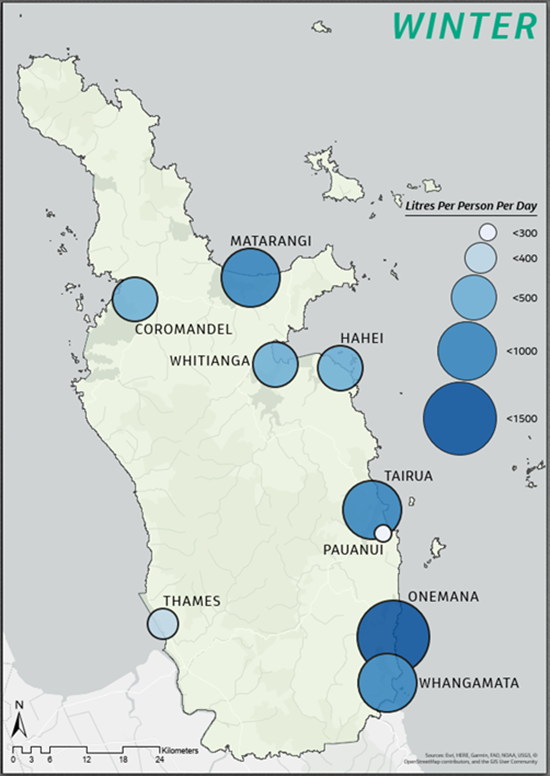 WINTER
Litres Per Person Per Day
<300
<400
<500
<1000
<1500
MATARANGI
COROMANDEL
HAHEI
WHITIANGA
TAIRUA
PAUANUI
ONEMANA
THAMES
WHANGAMATA
N
Kilometers
0 3 6 12 18 24
Sources: Esri, HERE, Garmin, FAO, NOAA, USGS, ©
OpenStreetMap contributors, and the GIS User Community